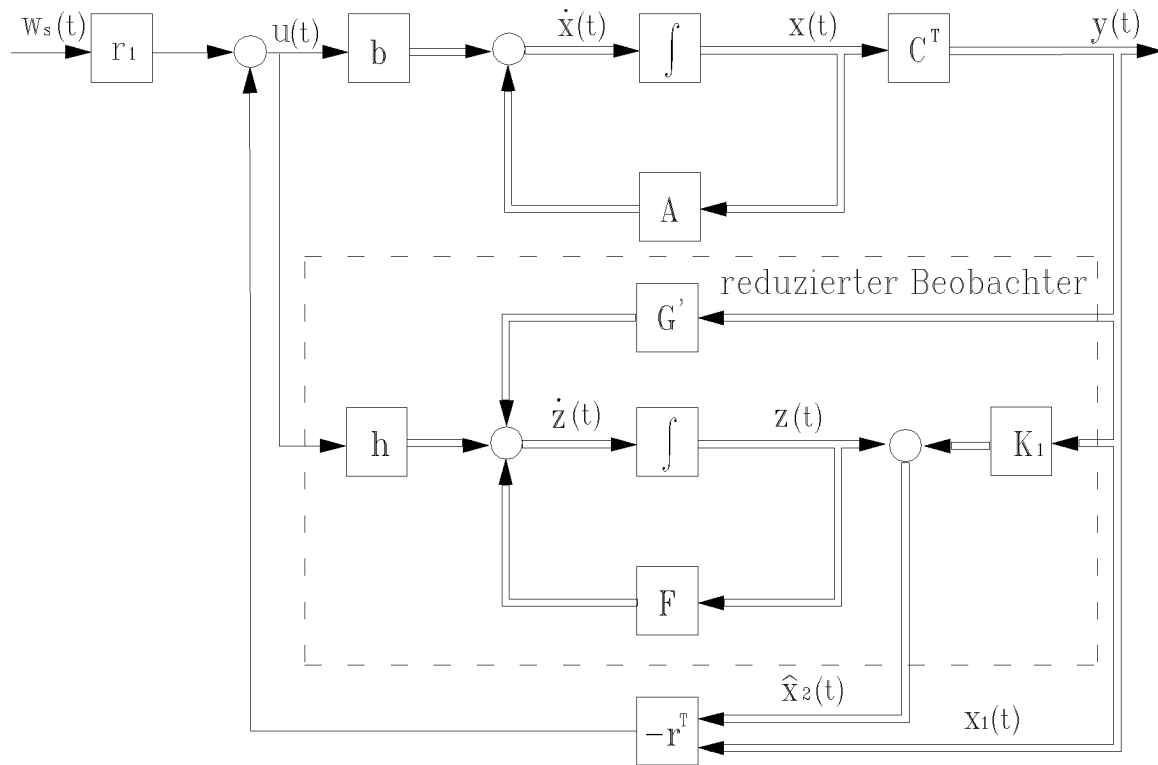 wₛ(t)
r₁
u(t)
b
ẋ(t)
∫
x(t)
Cᵀ
y(t)
A
reduzierter Beobachter
G'
h
ż(t)
∫
z(t)
K₁
F
x̂₂(t)
-rᵀ
x₁(t)